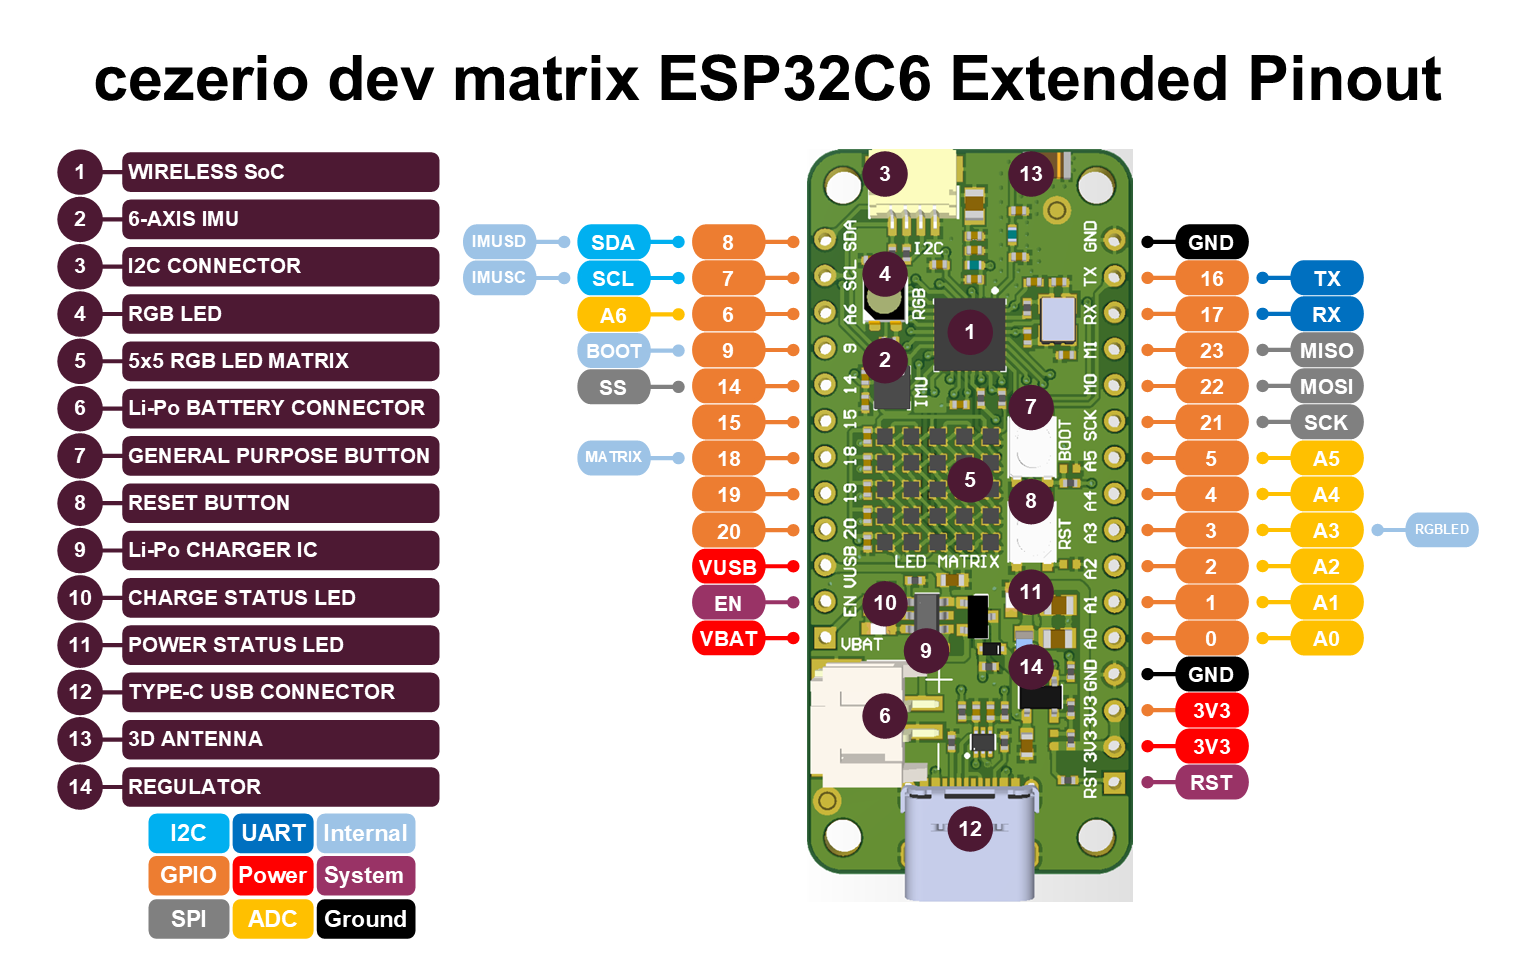 cezerio dev matrix ESP32C6 Extended Pinout
1 WIRELESS SoC
2 6-AXIS IMU
3 I2C CONNECTOR
4 RGB LED
5 5x5 RGB LED MATRIX
6 Li-Po BATTERY CONNECTOR
7 GENERAL PURPOSE BUTTON
8 RESET BUTTON
9 Li-Po CHARGER IC
10 CHARGE STATUS LED
11 POWER STATUS LED
12 TYPE-C USB CONNECTOR
13 3D ANTENNA
14 REGULATOR
I2C UART Internal
GPIO Power System
SPI ADC Ground
IMUSD SDA 8
IMUSC SCL 7
A6 6
BOOT 9
SS 14
15
MATRIX 18
19
20
VUSB
EN
VBAT
SDA
SCL
A6
9
14
15
18
19
20
VUSB
EN
VBAT
3
13
I2C
4
RGB
1
2
IMU
7
BOOT
5
8
RST
LED MATRIX
10
11
9
14
6
12
GND
TX
RX
MI
MO
SCK
A5
A4
A3
A2
A1
A0
GND
3V3
3V3
RST
GND
16 TX
17 RX
23 MISO
22 MOSI
21 SCK
5 A5
4 A4
3 A3 RGBLED
2 A2
1 A1
0 A0
GND
3V3
3V3
RST